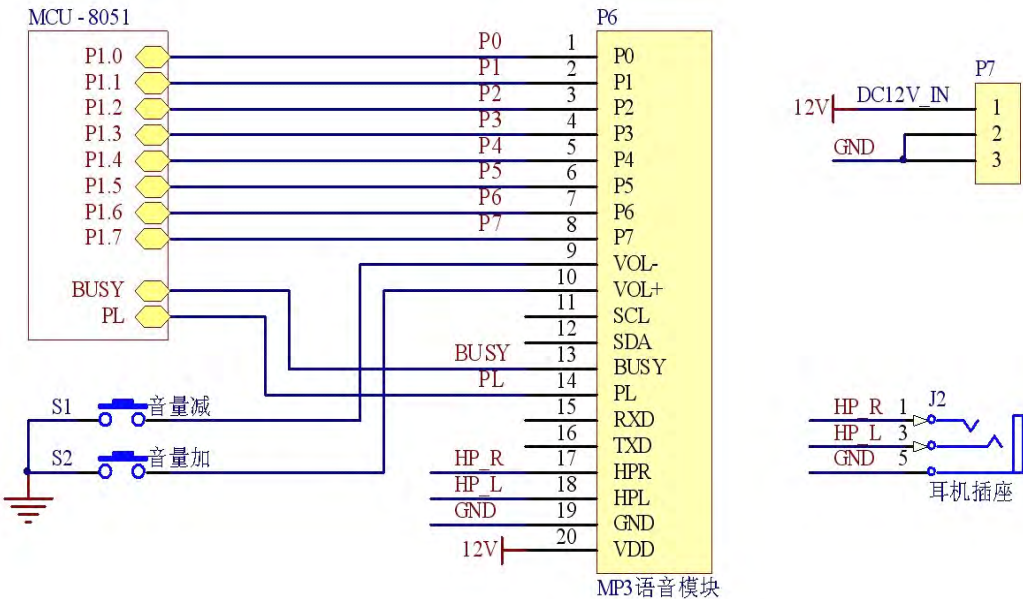 MCU - 8051
P1.0
P1.1
P1.2
P1.3
P1.4
P1.5
P1.6
P1.7
BUSY
PL
P0
P1
P2
P3
P4
P5
P6
P7
BUSY
PL
HP_R
HP_L
GND
12V
1
2
3
4
5
6
7
8
9
10
11
12
13
14
15
16
17
18
19
20
P6
P0
P1
P2
P3
P4
P5
P6
P7
VOL-
VOL+
SCL
SDA
BUSY
PL
RXD
TXD
HPR
HPL
GND
VDD
MP3语音模块
S1
音量减
S2
音量加
P7
12V
DC12V_IN
GND
1
2
3
J2
HP_R
1
HP_L
3
GND
5
耳机插座